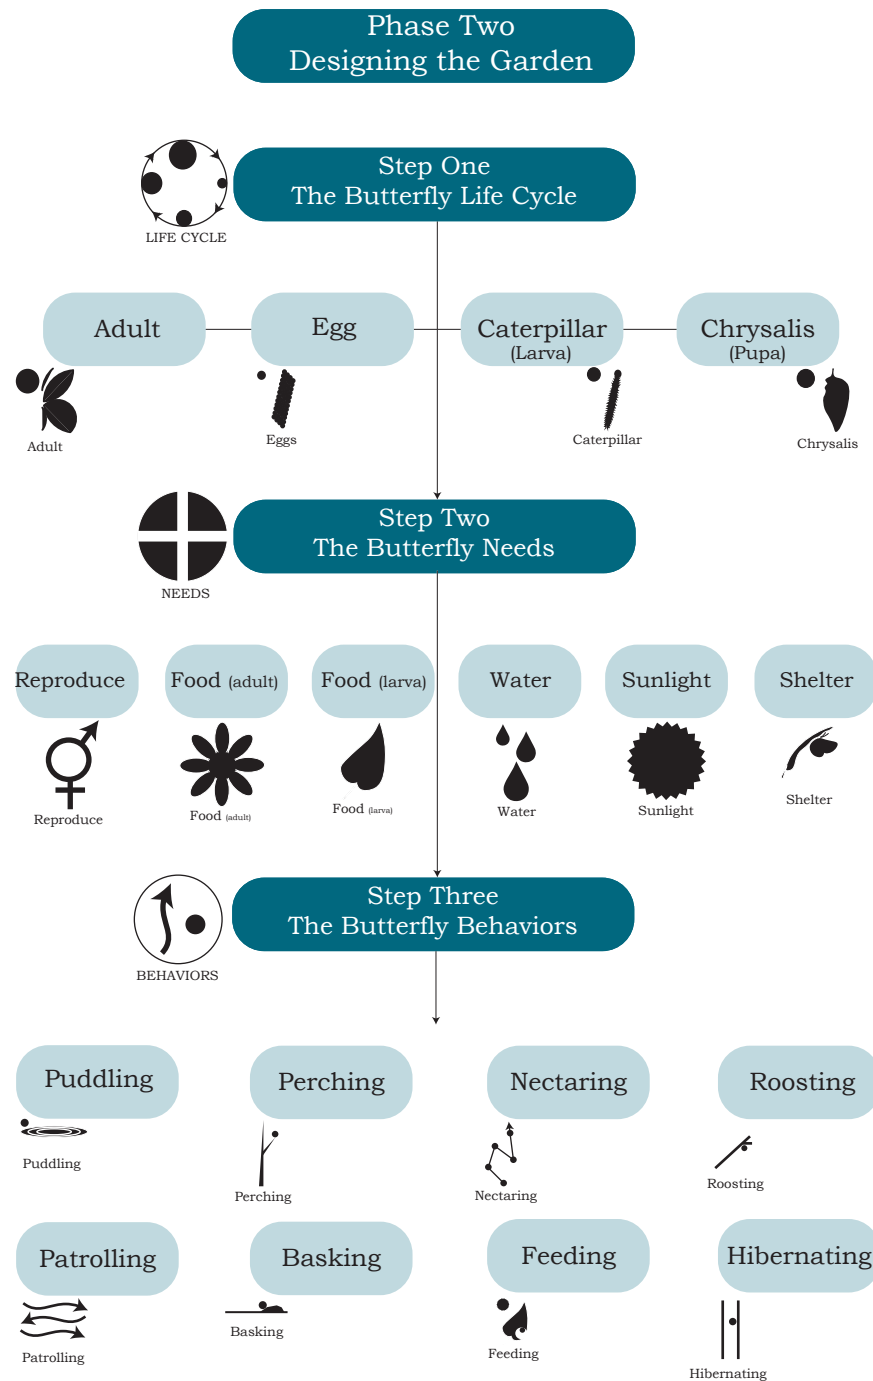 Phase Two
Designing the Garden
Step One
The Butterfly Life Cycle
LIFE CYCLE
Adult
Egg
Caterpillar
(Larva)
Chrysalis
(Pupa)
Adult
Eggs
Caterpillar
Chrysalis
Step Two
The Butterfly Needs
NEEDS
Reproduce
Food (adult)
Food (larva)
Water
Sunlight
Shelter
Reproduce
Food (adult)
Food (larva)
Water
Sunlight
Shelter
Step Three
The Butterfly Behaviors
BEHAVIORS
Puddling
Perching
Nectaring
Roosting
Puddling
Perching
Nectaring
Roosting
Patrolling
Basking
Feeding
Hibernating
Patrolling
Basking
Feeding
Hibernating